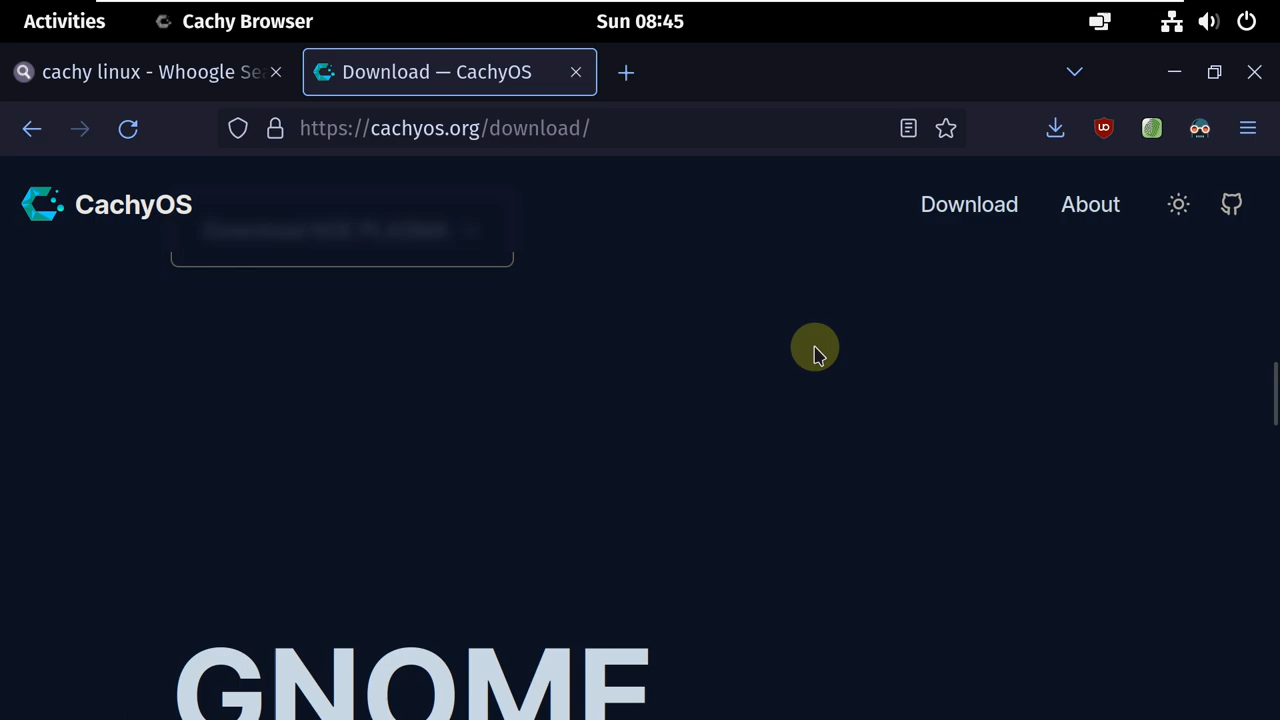 Activities
Cachy Browser
Sun 08:45
cachy linux - Whoogle Se
Download — CachyOS
https://cachyos.org/download/
CachyOS
Download
About
GNOME